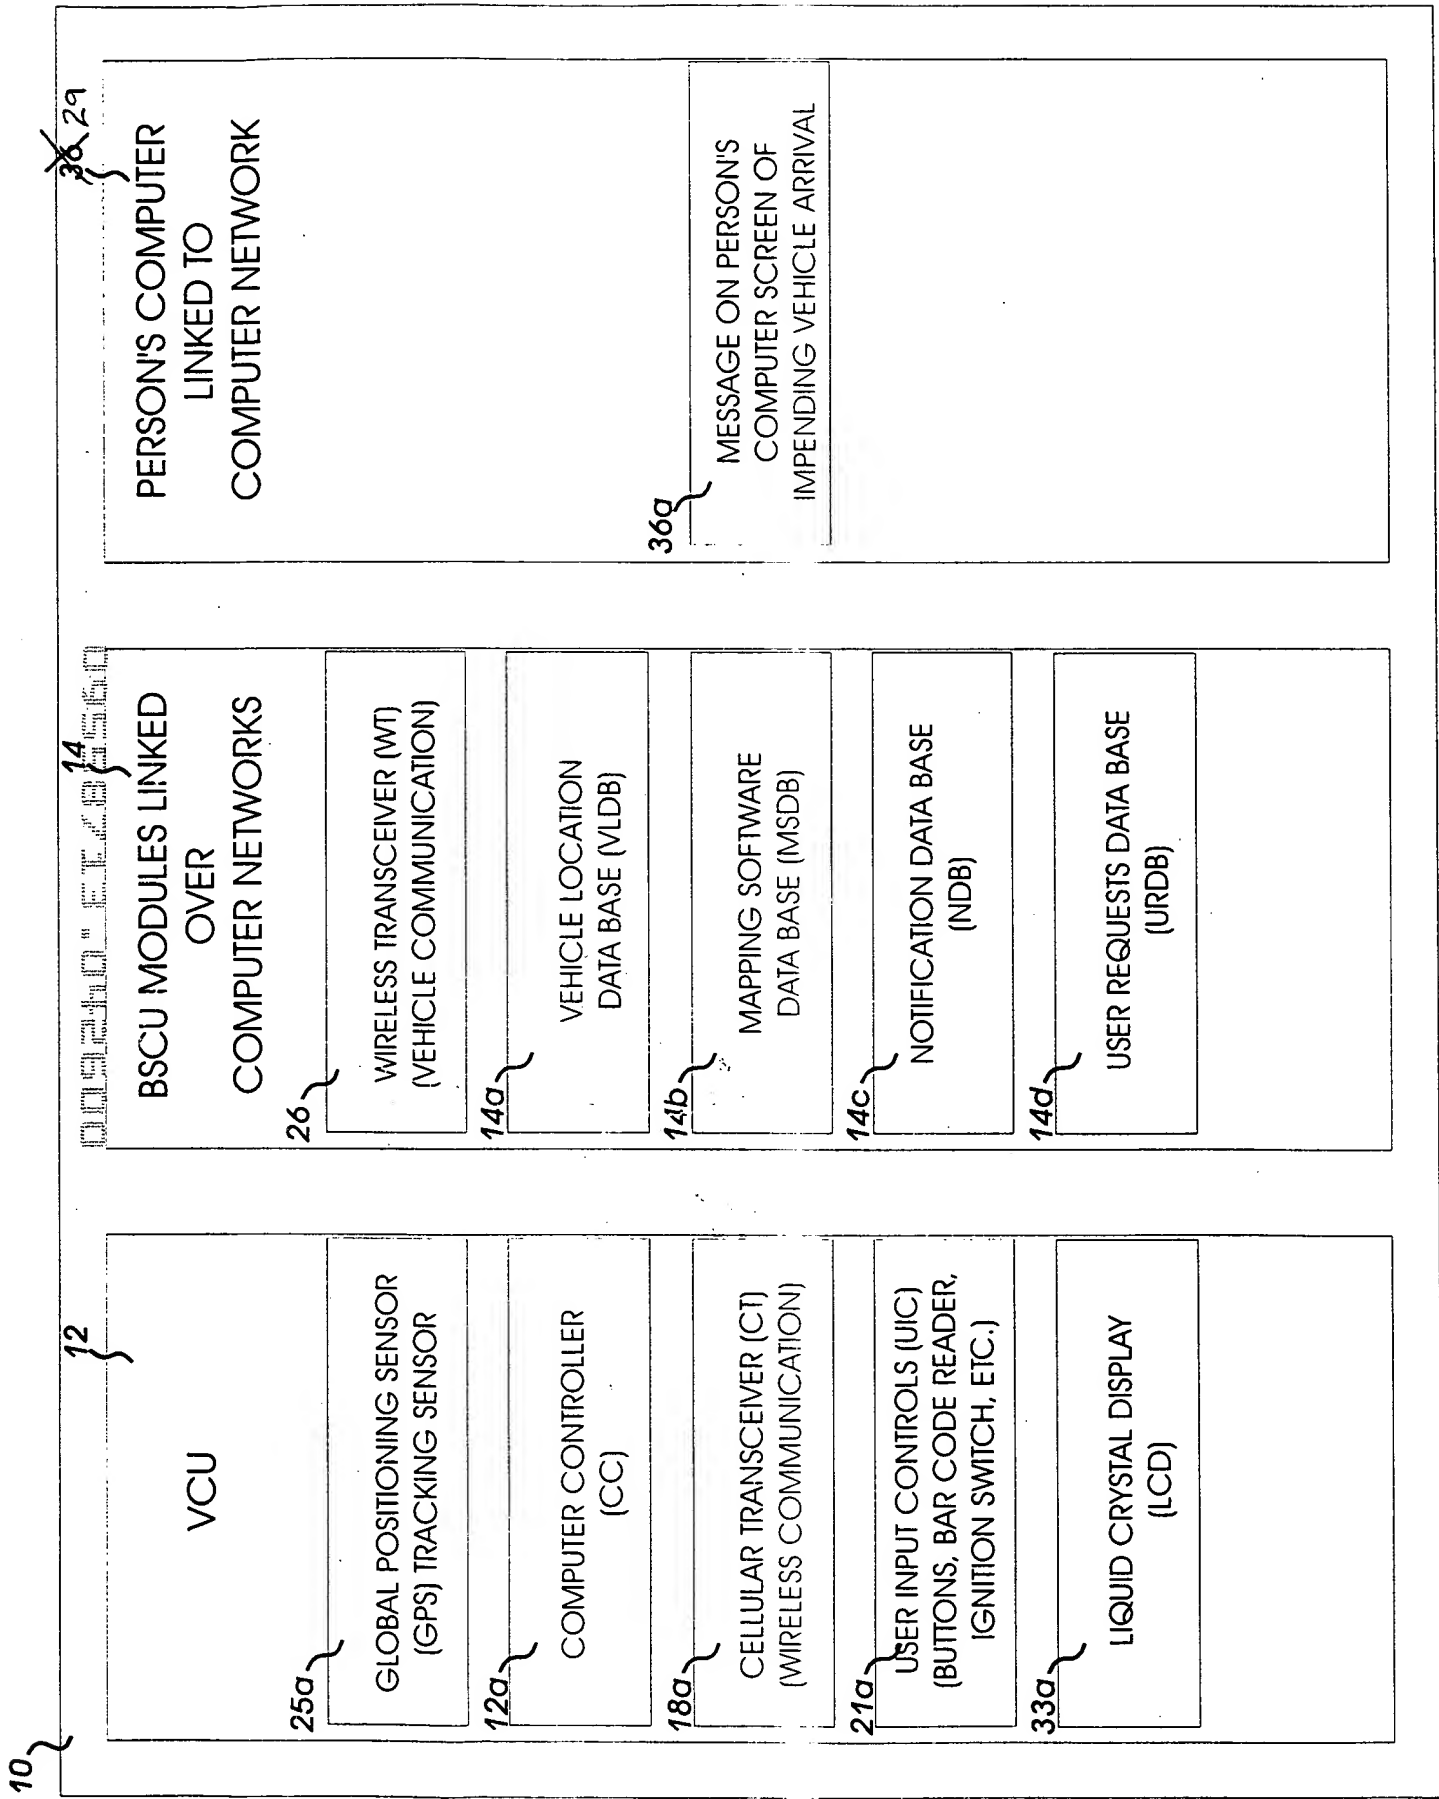 10
12
VCU
25a
GLOBAL POSITIONING SENSOR
(GPS) TRACKING SENSOR
12a
COMPUTER CONTROLLER
(CC)
18a
CELLULAR TRANSCEIVER (CT)
(WIRELESS COMMUNICATION)
21a
USER INPUT CONTROLS (UIC)
(BUTTONS, BAR CODE READER,
IGNITION SWITCH, ETC.)
33a
LIQUID CRYSTAL DISPLAY
(LCD)
14
BSCU MODULES LINKED
OVER
COMPUTER NETWORKS
26
WIRELESS TRANSCEIVER (WT)
(VEHICLE COMMUNICATION)
14a
VEHICLE LOCATION
DATA BASE (VLDB)
14b
MAPPING SOFTWARE
DATA BASE (MSDB)
14c
NOTIFICATION DATA BASE
(NDB)
14d
USER REQUESTS DATA BASE
(URDB)
36 29
PERSON'S COMPUTER
LINKED TO
COMPUTER NETWORK
36a
MESSAGE ON PERSON'S
COMPUTER SCREEN OF
IMPENDING VEHICLE ARRIVAL